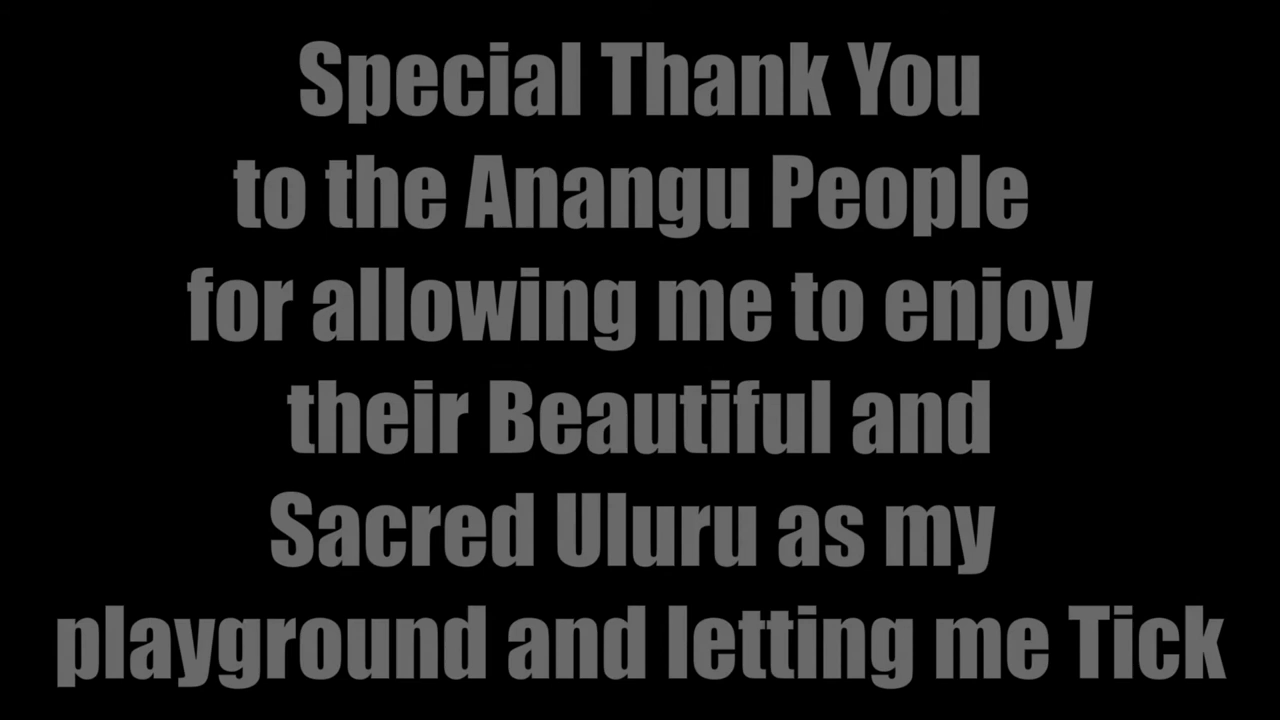 Special Thank You
to the Anangu People
for allowing me to enjoy
their Beautiful and
Sacred Uluru as my
playground and letting me Tick